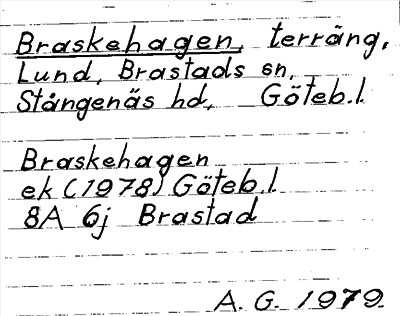 Braskehagen, terräng,
Lund, Brastads sn,
Stångenäs hd, Göteb.l.
Braskehagen
ek (1978) Göteb.l.
8A 6j Brastad
A. G. 1979